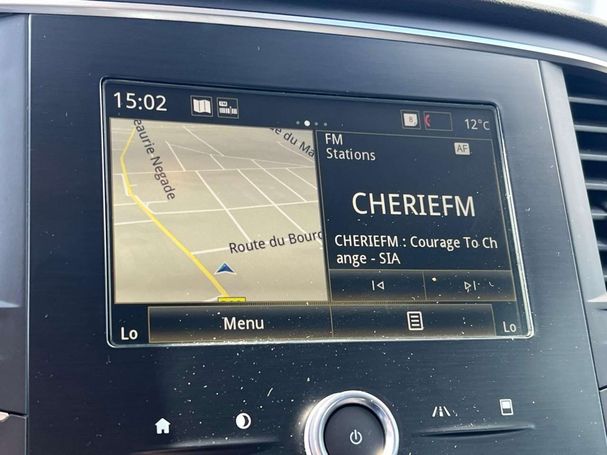 15:02
12°C
FM
Stations
AF
CHERIEFM
CHERIEFM : Courage To Ch
ange - SIA
Negade
Route du Bourg
Menu
Lo
Lo